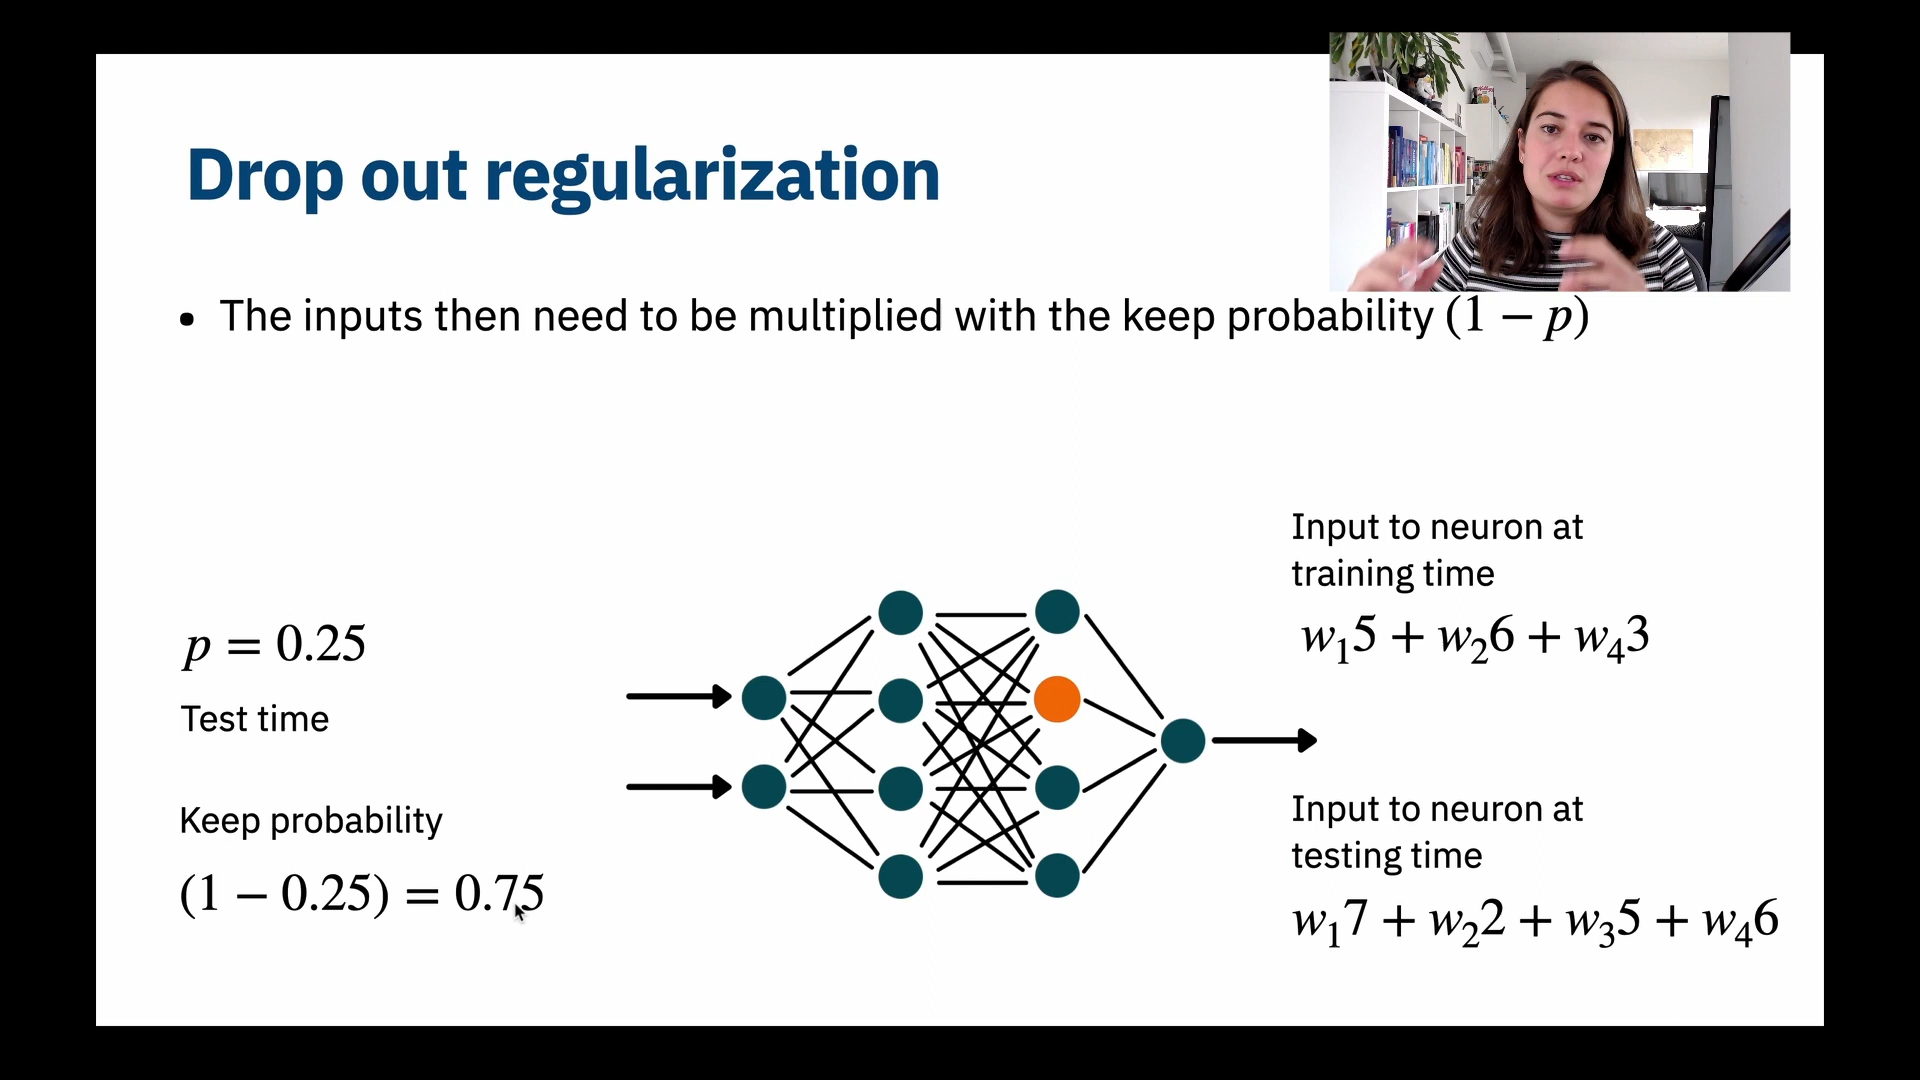 Drop out regularization
• The inputs then need to be multiplied with the keep probability (1 − p)
p = 0.25
Test time
Keep probability
(1 − 0.25) = 0.75
Input to neuron at
training time
w₁5 + w₂6 + w₄3
Input to neuron at
testing time
w₁7 + w₂2 + w₃5 + w₄6